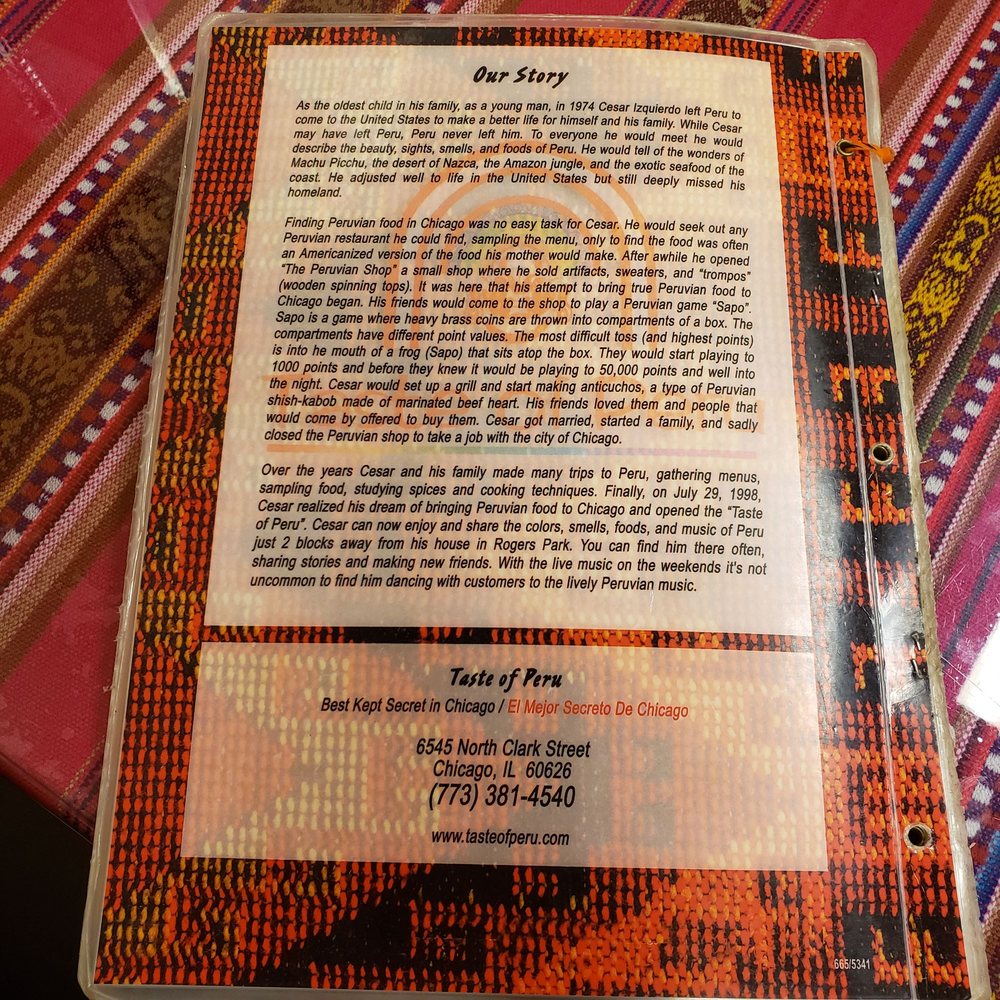 Our Story
As the oldest child in his family, as a young man, in 1974 Cesar Izquierdo left Peru to
come to the United States to make a better life for himself and his family. While Cesar
may have left Peru, Peru never left him. To everyone he would meet he would
describe the beauty, sights, smells, and foods of Peru. He would tell of the wonders of
Machu Picchu, the desert of Nazca, the Amazon jungle, and the exotic seafood of the
coast. He adjusted well to life in the United States but still deeply missed his
homeland.
Finding Peruvian food in Chicago was no easy task for Cesar. He would seek out any
Peruvian restaurant he could find, sampling the menu, only to find the food was often
an Americanized version of the food his mother would make. After awhile he opened
"The Peruvian Shop" a small shop where he sold artifacts, sweaters, and "trompos"
(wooden spinning tops). It was here that his attempt to bring true Peruvian food to
Chicago began. His friends would come to the shop to play a Peruvian game "Sapo".
Sapo is a game where heavy brass coins are thrown into compartments of a box. The
compartments have different point values. The most difficult toss (and highest points)
is into he mouth of a frog (Sapo) that sits atop the box. They would start playing to
1000 points and before they knew it would be playing to 50,000 points and well into
the night. Cesar would set up a grill and start making anticuchos, a type of Peruvian
shish-kabob made of marinated beef heart. His friends loved them and people that
would come by offered to buy them. Cesar got married, started a family, and sadly
closed the Peruvian shop to take a job with the city of Chicago.
Over the years Cesar and his family made many trips to Peru, gathering menus,
sampling food, studying spices and cooking techniques. Finally, on July 29, 1998,
Cesar realized his dream of bringing Peruvian food to Chicago and opened the "Taste
of Peru". Cesar can now enjoy and share the colors, smells, foods, and music of Peru
just 2 blocks away from his house in Rogers Park. You can find him there often,
sharing stories and making new friends. With the live music on the weekends it's not
uncommon to find him dancing with customers to the lively Peruvian music.
Taste of Peru
Best Kept Secret in Chicago / El Mejor Secreto De Chicago
6545 North Clark Street
Chicago, IL 60626
(773) 381-4540
www.tasteofperu.com
665/5341